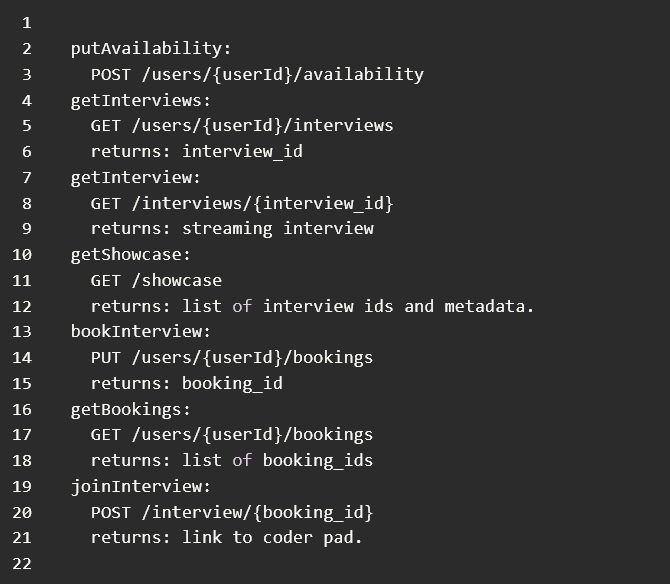 1
2 putAvailability:
3 POST /users/{userId}/availability
4 getInterviews:
5 GET /users/{userId}/interviews
6 returns: interview_id
7 getInterview:
8 GET /interviews/{interview_id}
9 returns: streaming interview
10 getShowcase:
11 GET /showcase
12 returns: list of interview ids and metadata.
13 bookInterview:
14 PUT /users/{userId}/bookings
15 returns: booking_id
16 getBookings:
17 GET /users/{userId}/bookings
18 returns: list of booking_ids
19 joinInterview:
20 POST /interview/{booking_id}
21 returns: link to coder pad.
22